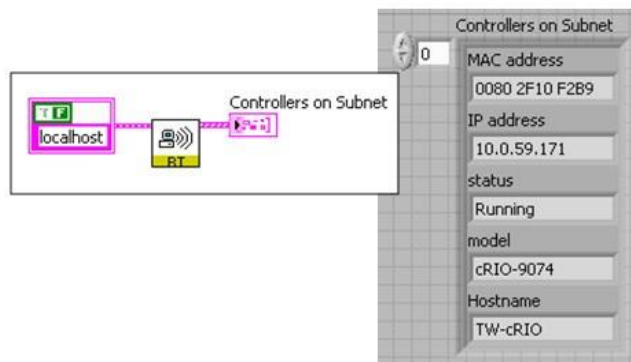 Controllers on Subnet
0
MAC address
0080 2F10 F2B9
IP address
10.0.59.171
status
Running
model
cRIO-9074
Hostname
TW-cRIO
T F
localhost
Controllers on Subnet
RT